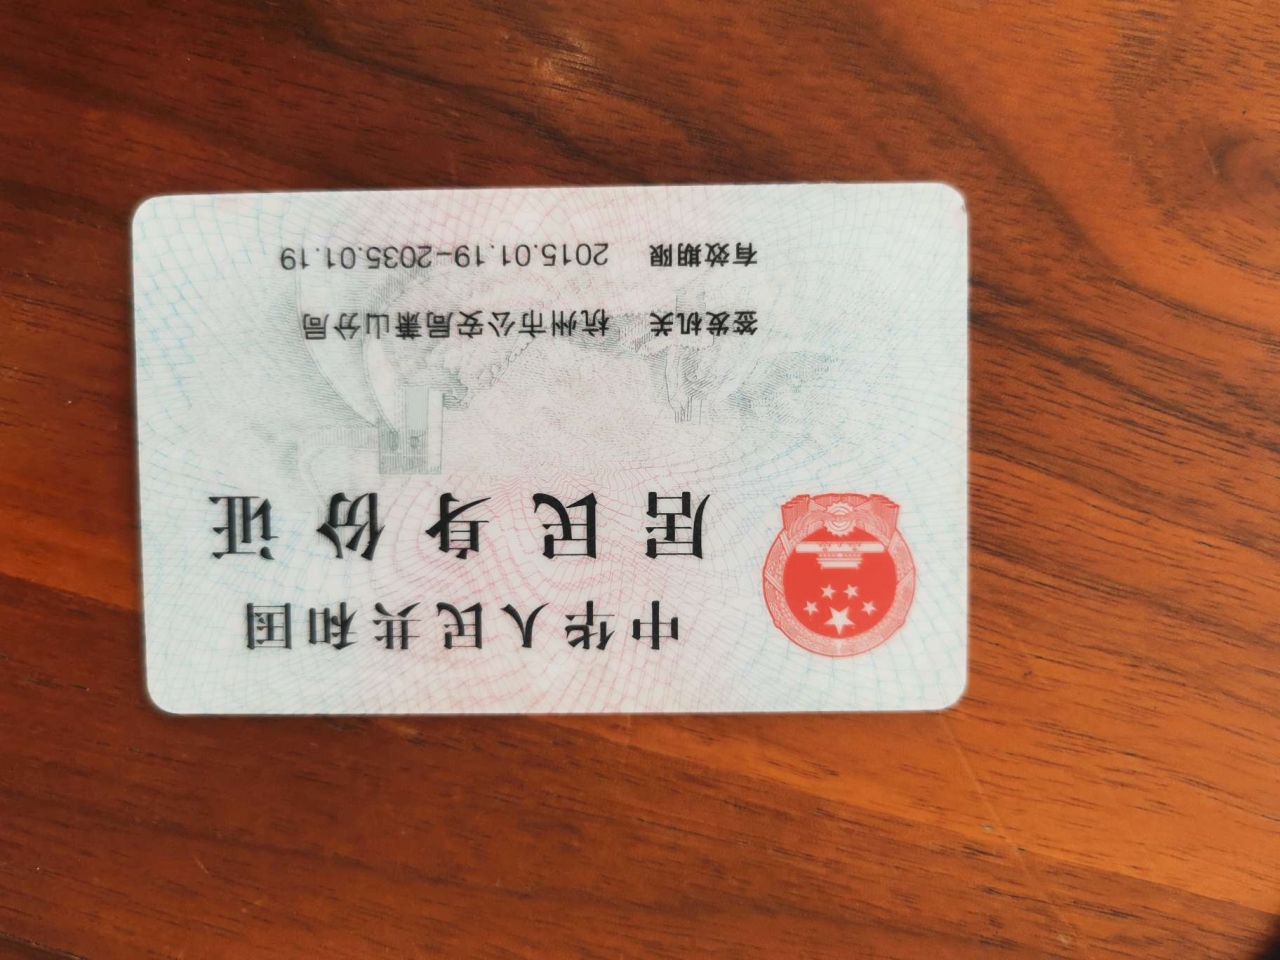 中华人民共和国
居民身份证
签发机关 杭州市公安局萧山分局
有效期限 2015.01.19-2035.01.19